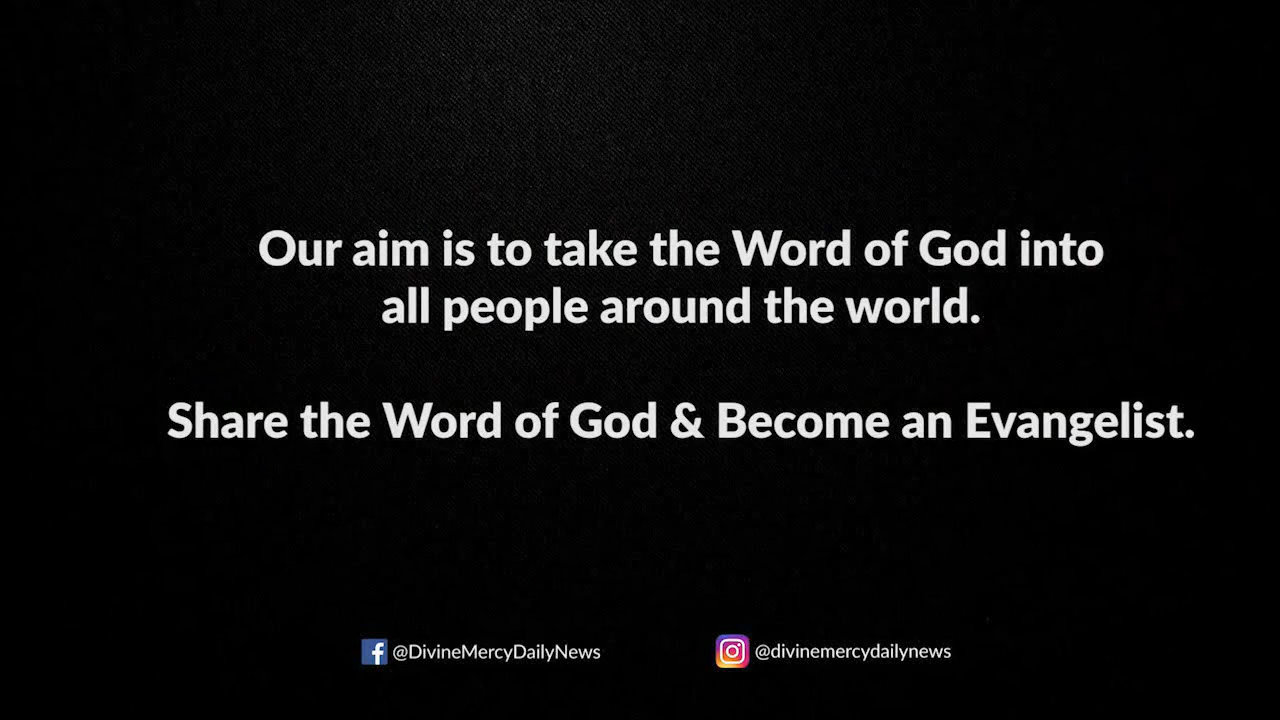 Our aim is to take the Word of God into
all people around the world.
Share the Word of God & Become an Evangelist.
@DivineMercyDailyNews
@divinemercydailynews